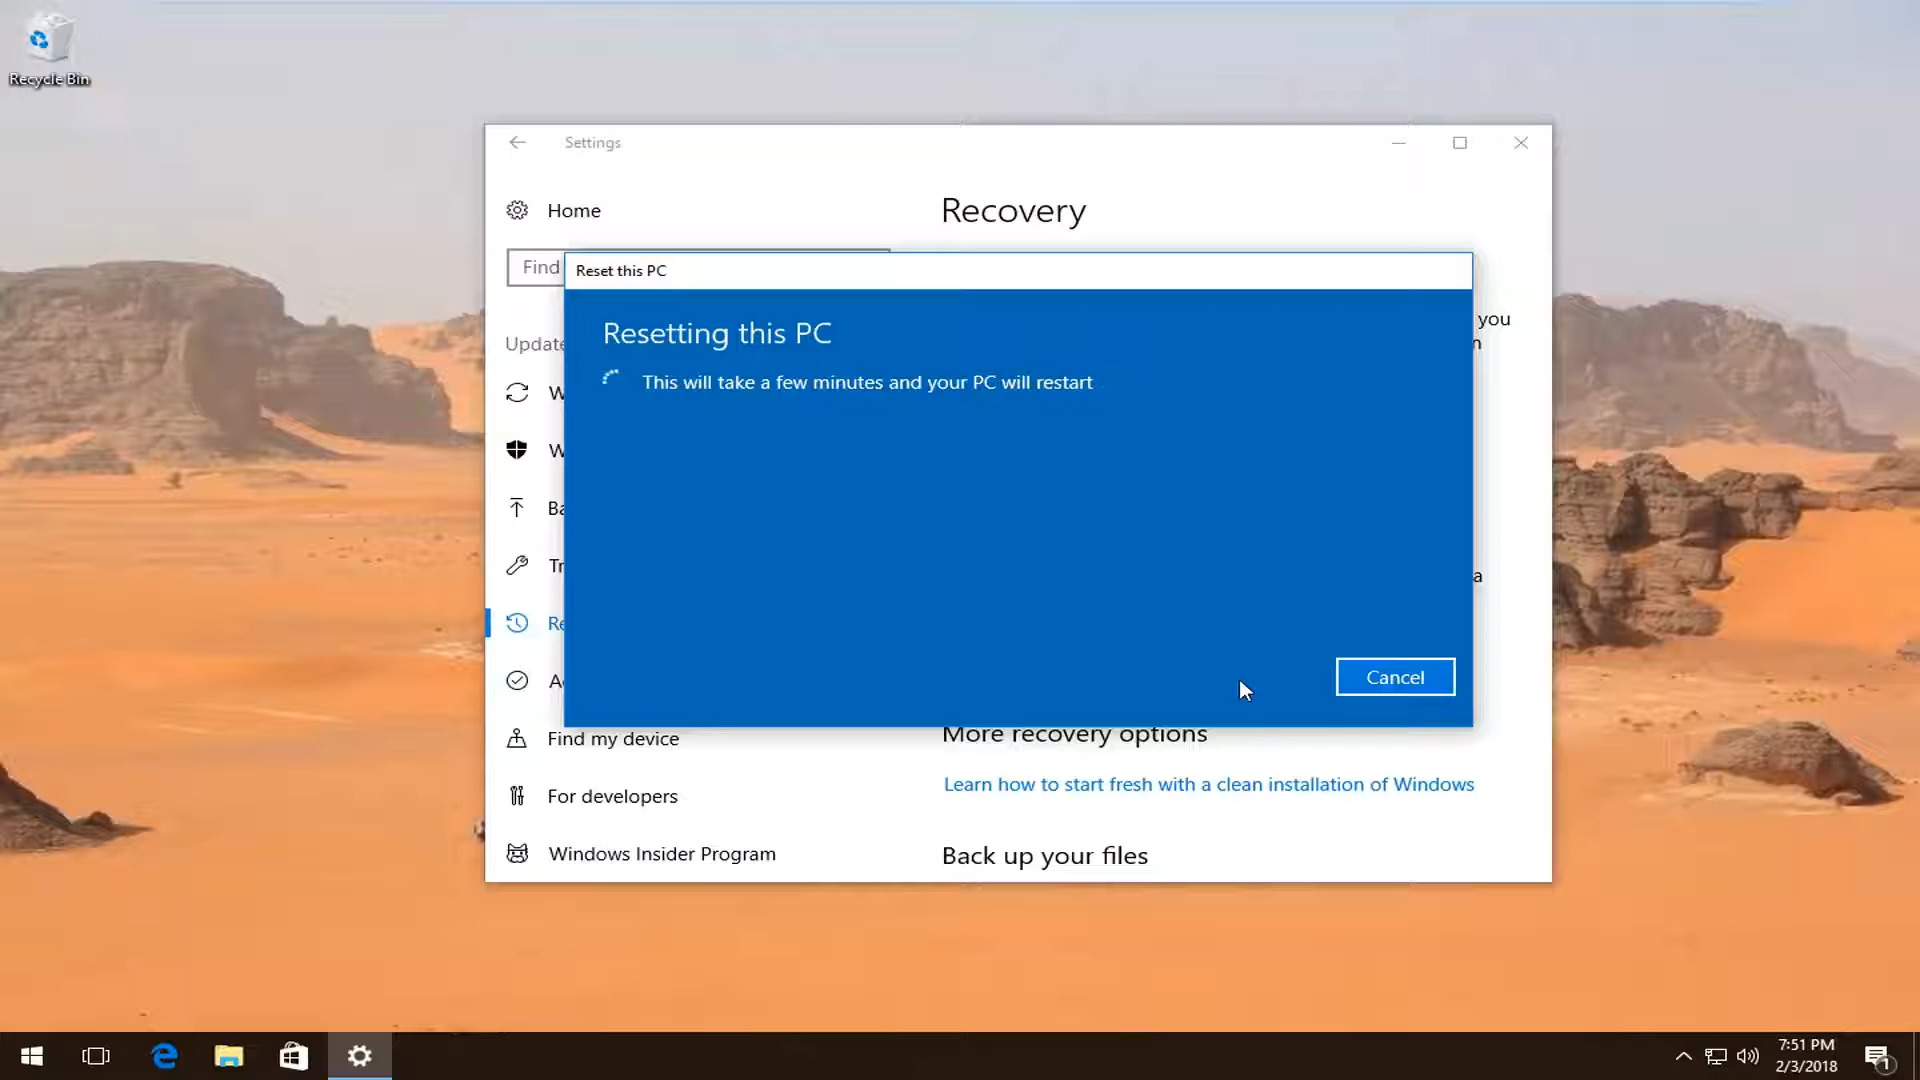 Recycle Bin
Settings
Home
Recovery
Find
Reset this PC
Resetting this PC
This will take a few minutes and your PC will restart
Cancel
you
Update
a
Find my device
For developers
Windows Insider Program
More recovery options
Learn how to start fresh with a clean installation of Windows
Back up your files
7:51 PM
2/3/2018
1